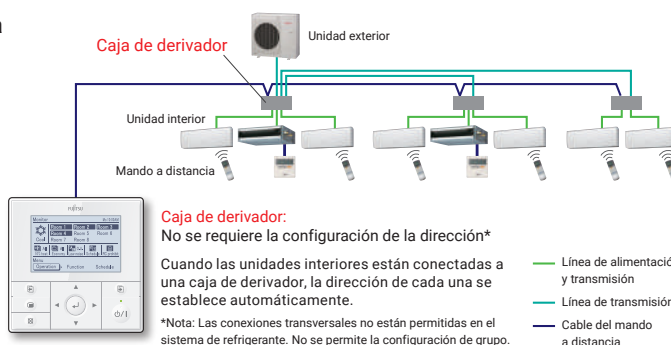 a
Caja de derivador
Unidad exterior
Unidad interior
Mando a distancia
FUJITSU
Monitor
Room 1 Room 2 Room 3
Room 4 Room 5 Room 6
Cool Room 7 Room 8
Menu
Operation Function Schedule
Caja de derivador:
No se requiere la configuración de la dirección*
Cuando las unidades interiores están conectadas a
una caja de derivador, la dirección de cada una se
establece automáticamente.
*Nota: Las conexiones transversales no están permitidas en el
sistema de refrigerante. No se permite la configuración de grupo.
Línea de alimentació
y transmisión
Línea de transmisión
Cable del mando
a distancia